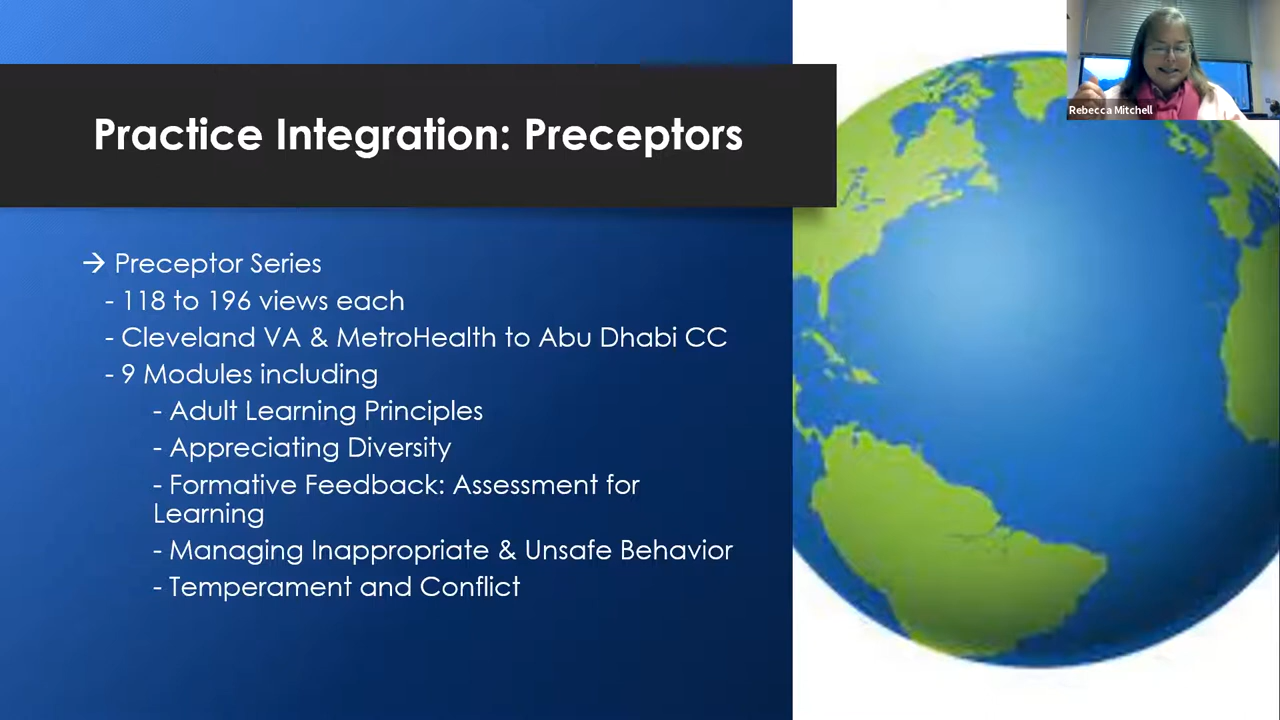 Practice Integration: Preceptors
Rebecca Mitchell
→ Preceptor Series
- 118 to 196 views each
- Cleveland VA & MetroHealth to Abu Dhabi CC
- 9 Modules including
- Adult Learning Principles
- Appreciating Diversity
- Formative Feedback: Assessment for
Learning
- Managing Inappropriate & Unsafe Behavior
- Temperament and Conflict